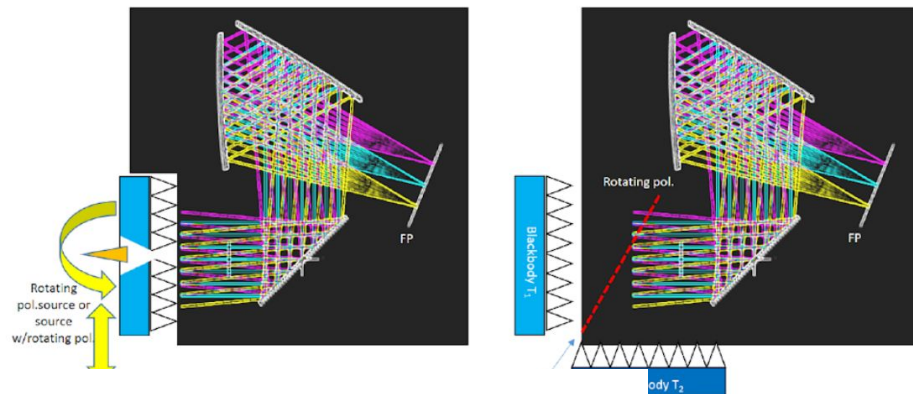 FP
Rotating
pol.source or
source
w/rotating pol.
Rotating pol.
FP
Blackbody T1
ody T2